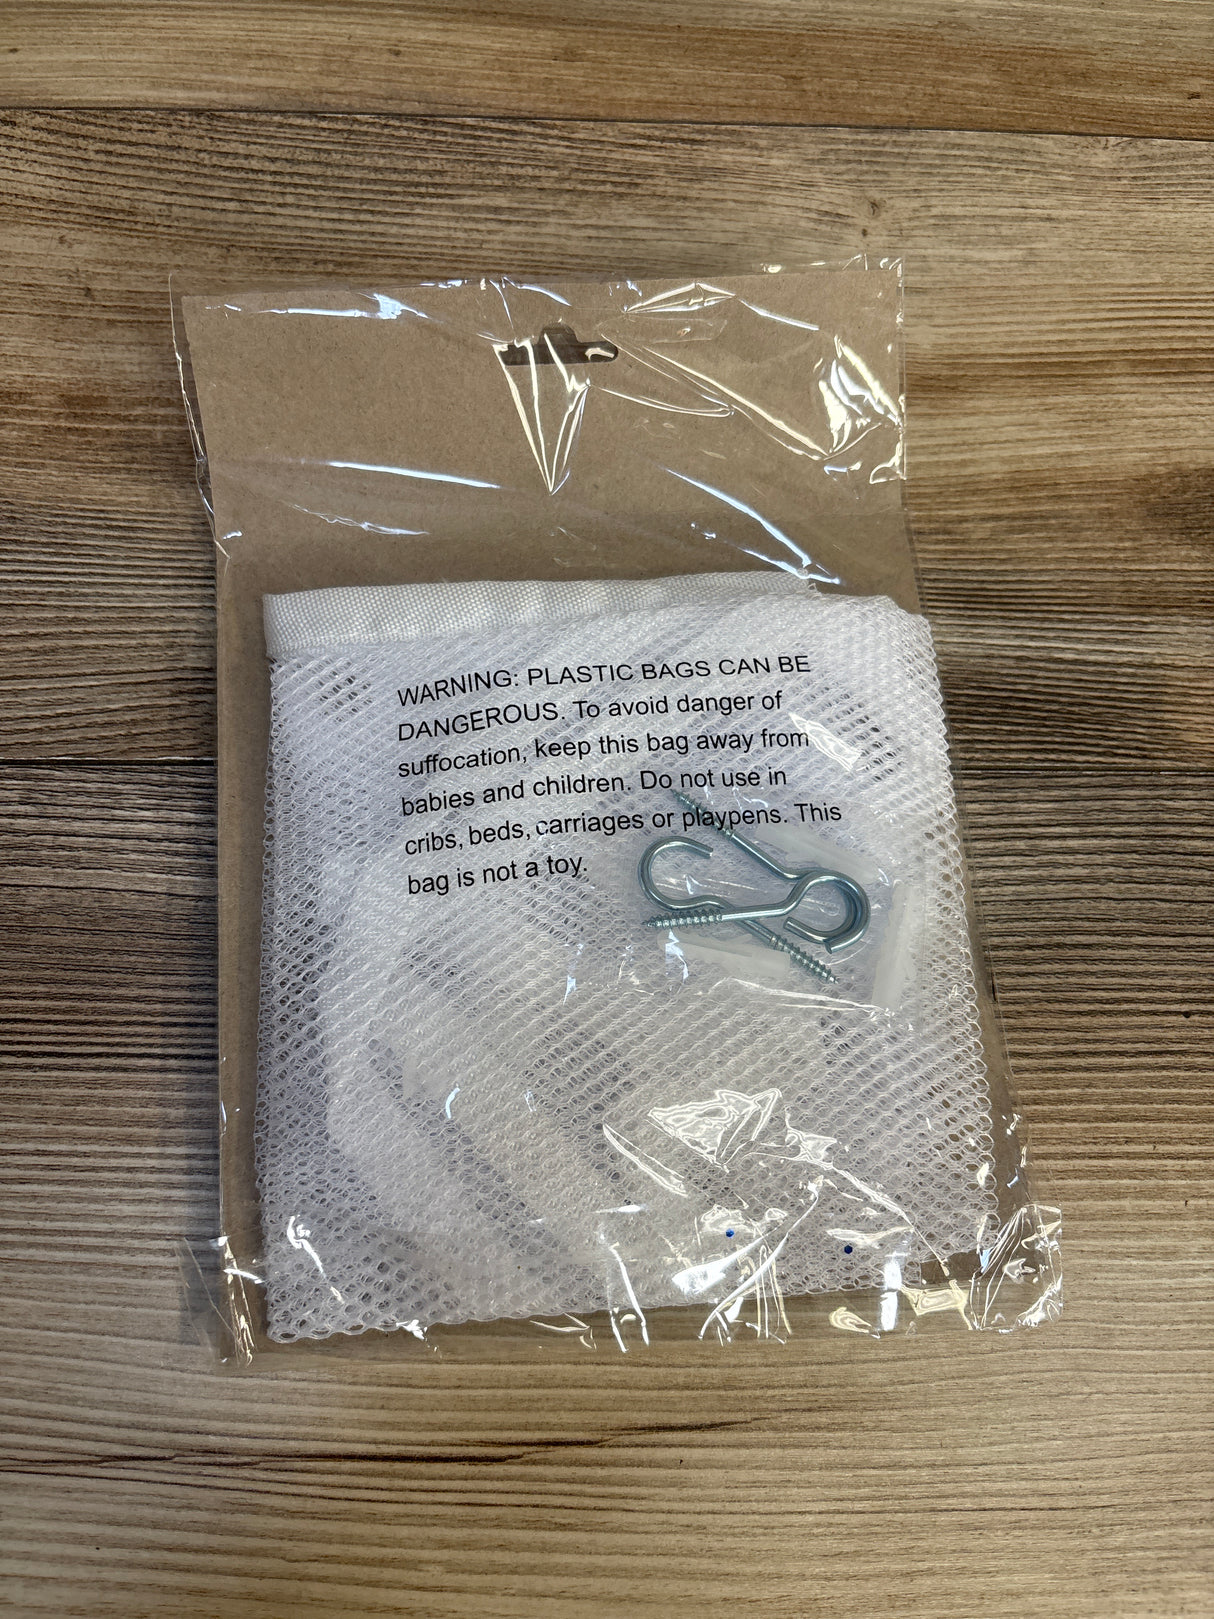 WARNING: PLASTIC BAGS CAN BE
DANGEROUS. To avoid danger of
suffocation, keep this bag away from
babies and children. Do not use in
cribs, beds, carriages or playpens. This
bag is not a toy.